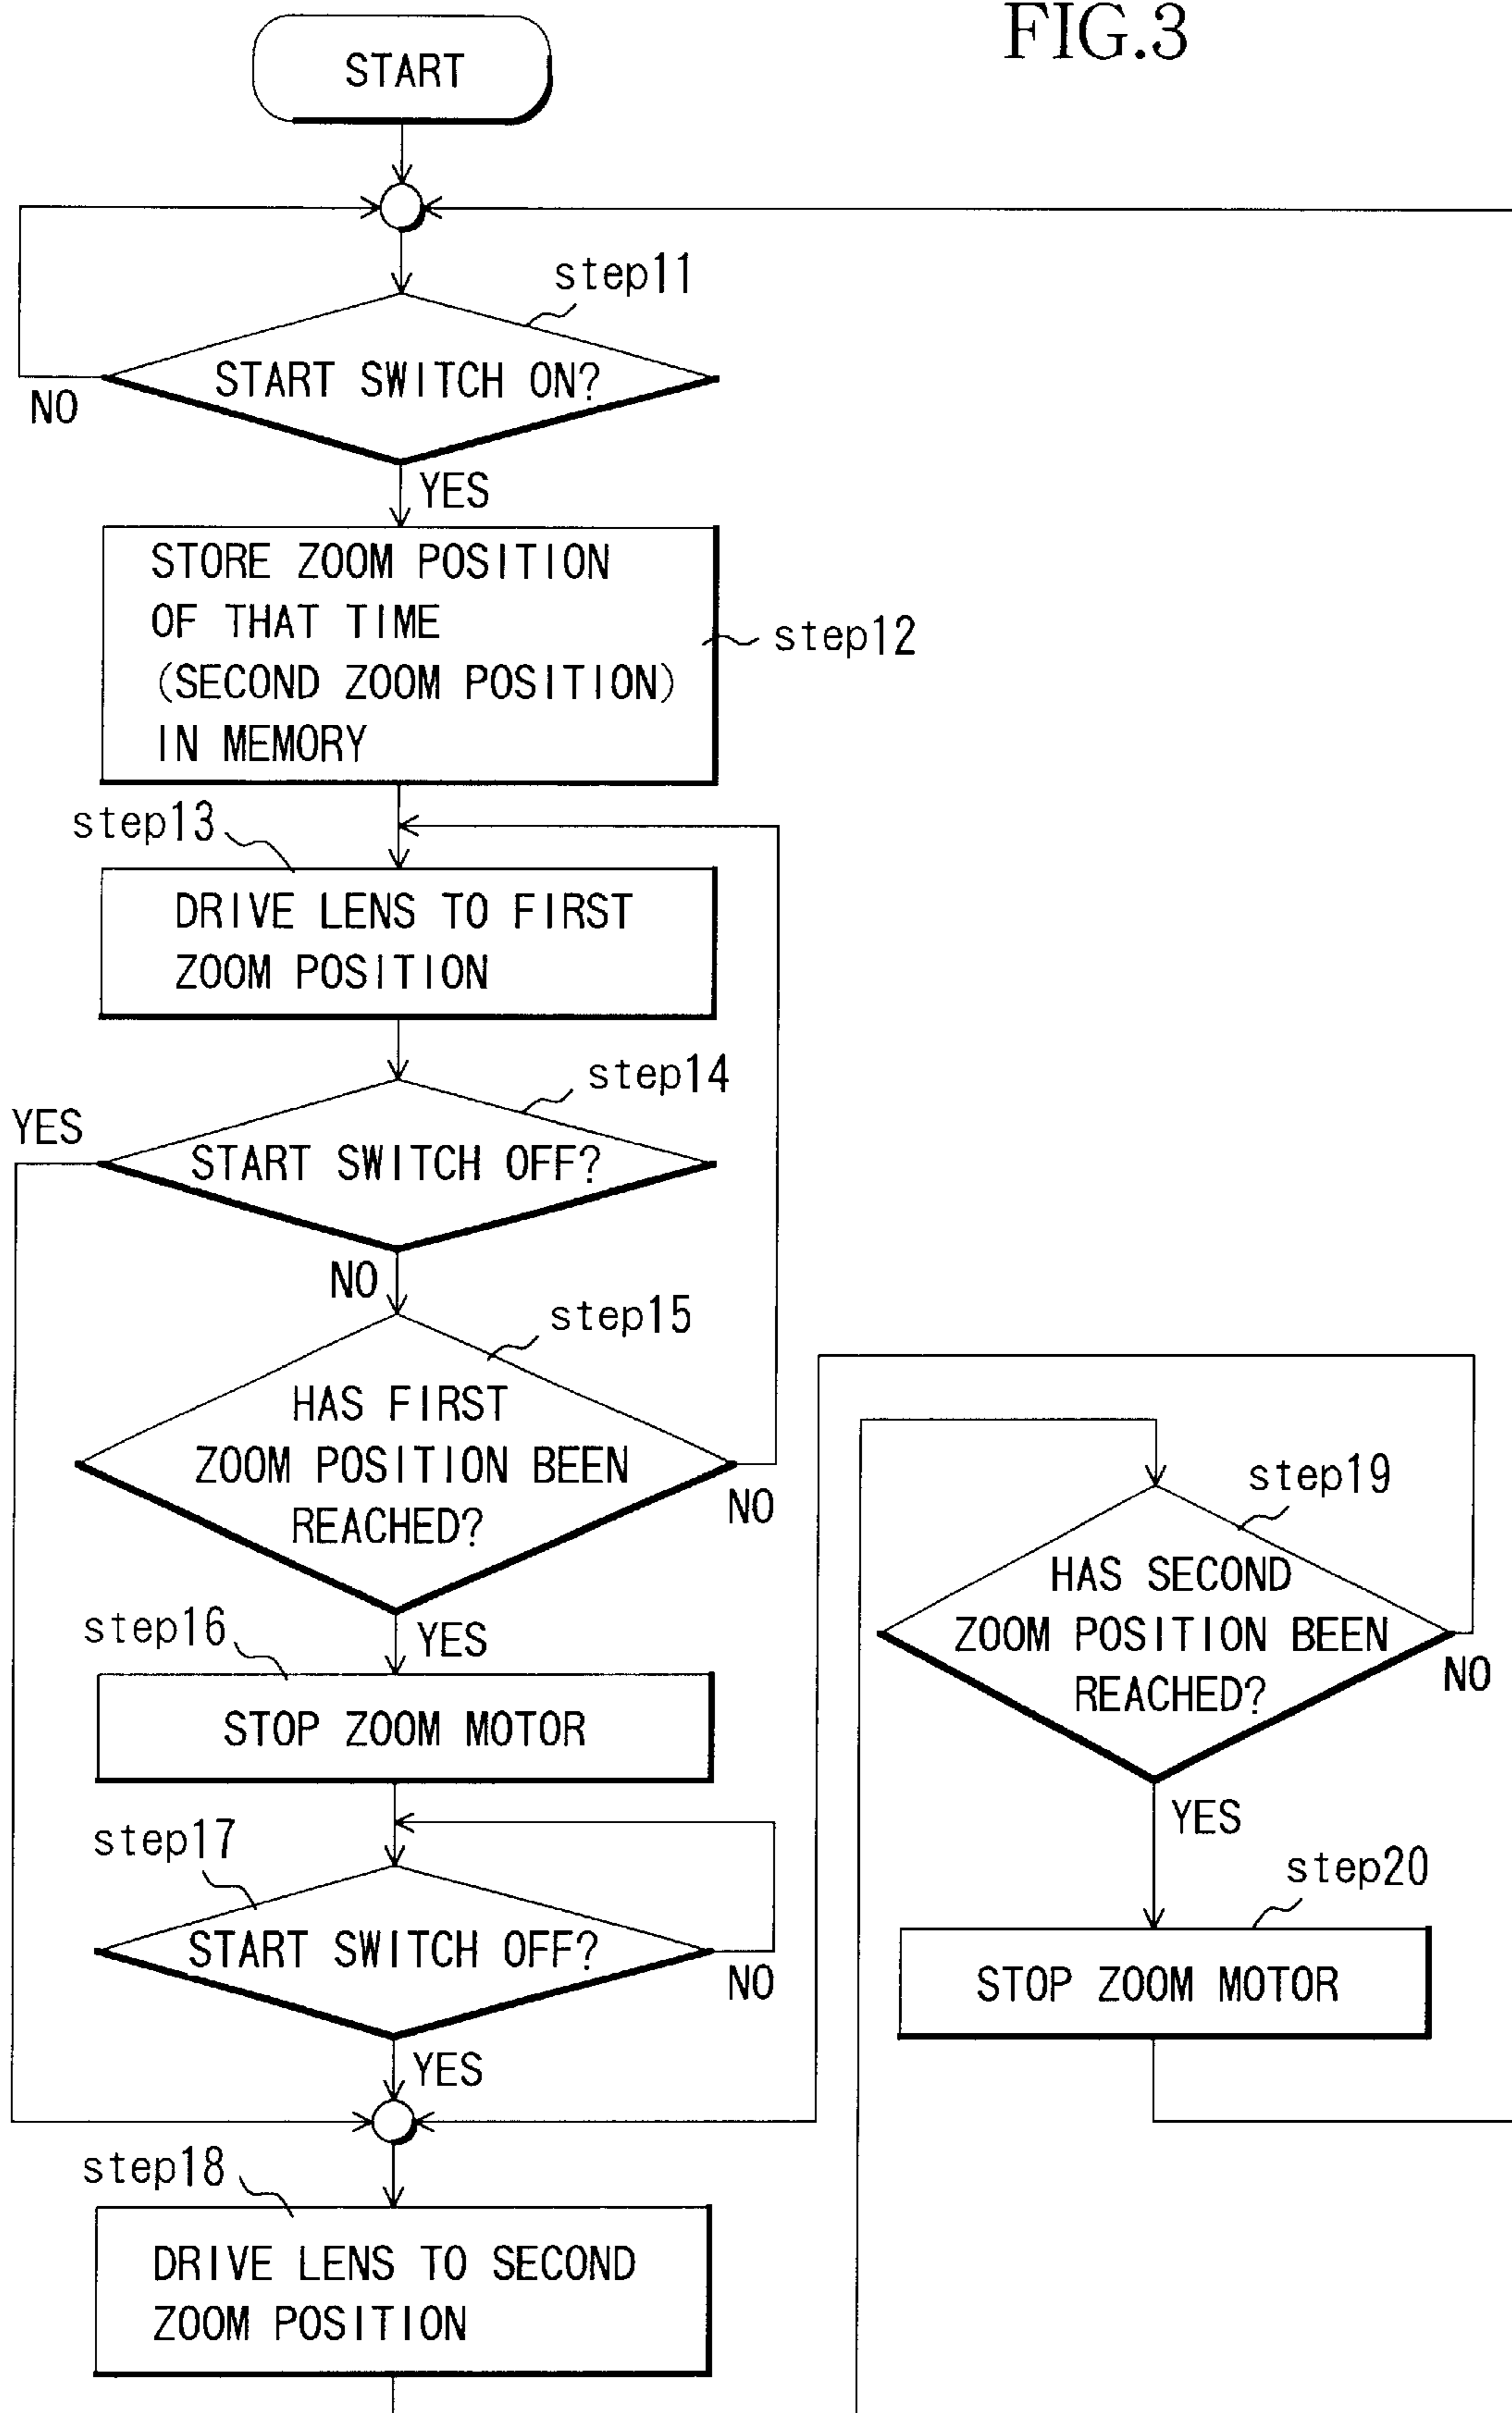 FIG.3
START
step11
START SWITCH ON?
NO
YES
STORE ZOOM POSITION
OF THAT TIME
(SECOND ZOOM POSITION)
IN MEMORY
step12
step13
DRIVE LENS TO FIRST
ZOOM POSITION
step14
YES
START SWITCH OFF?
NO
step15
HAS FIRST
ZOOM POSITION BEEN
REACHED?
NO
YES
step16
STOP ZOOM MOTOR
step17
START SWITCH OFF?
NO
YES
step18
DRIVE LENS TO SECOND
ZOOM POSITION
step19
HAS SECOND
ZOOM POSITION BEEN
REACHED?
NO
YES
step20
STOP ZOOM MOTOR